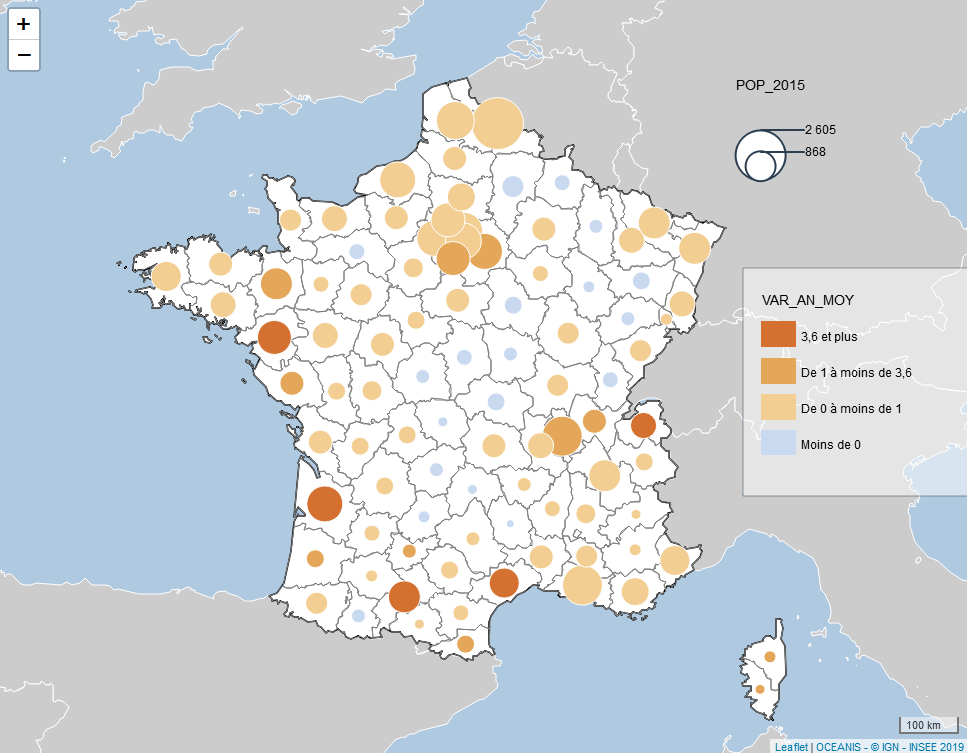 +
−
POP_2015
2 605
868
VAR_AN_MOY
3,6 et plus
De 1 à moins de 3,6
De 0 à moins de 1
Moins de 0
100 km
Leaflet | OCEANIS - © IGN - INSEE 2019